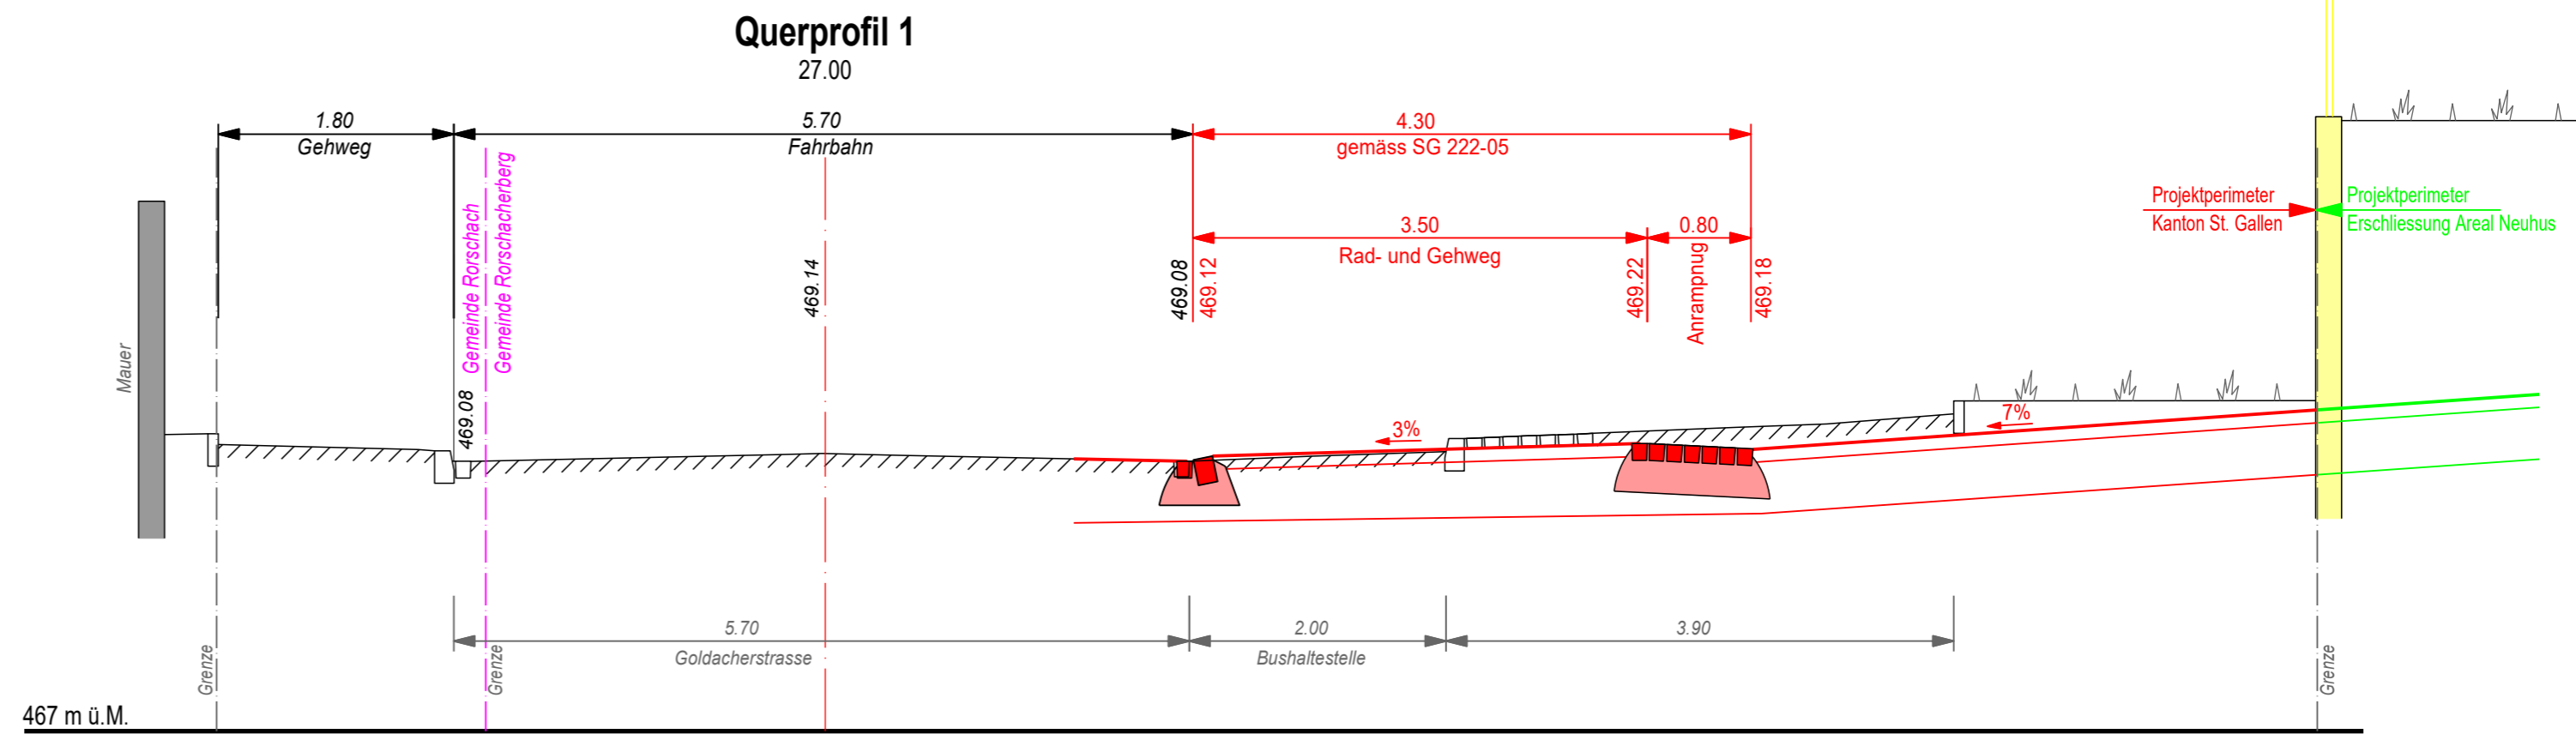 Querprofil 1
27.00
1.80
Gehweg
5.70
Fahrbahn
4.30
gemäss SG 222-05
3.50
Rad- und Gehweg
0.80
Anrampnug
Projektperimeter
Kanton St. Gallen
Projektperimeter
Erschliessung Areal Neuhus
Gemeinde Rorschach
Gemeinde Rorschacherberg
469.14
469.08
469.12
469.22
469.18
Mauer
469.08
3%
7%
5.70
Goldacherstrasse
2.00
Bushaltestelle
3.90
Grenze
Grenze
Grenze
467 m ü.M.